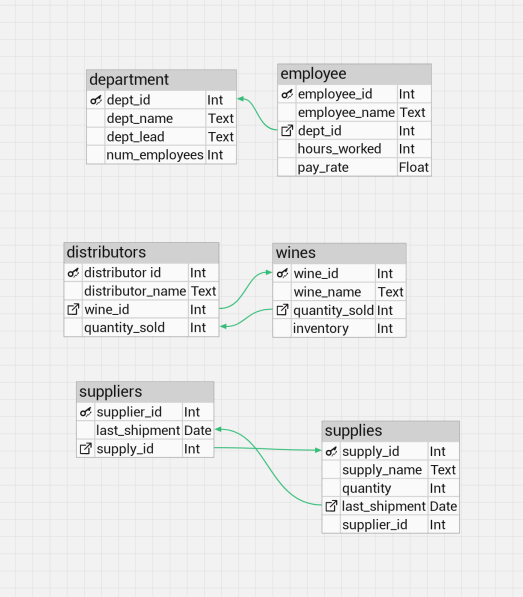 department
dept_id Int
dept_name Text
dept_lead Text
num_employees Int
employee
employee_id Int
employee_name Text
dept_id Int
hours_worked Int
pay_rate Float
distributors
distributor id Int
distributor_name Text
wine_id Int
quantity_sold Int
wines
wine_id Int
wine_name Text
quantity_sold Int
inventory Int
suppliers
supplier_id Int
last_shipment Date
supply_id Int
supplies
supply_id Int
supply_name Text
quantity Int
last_shipment Date
supplier_id Int